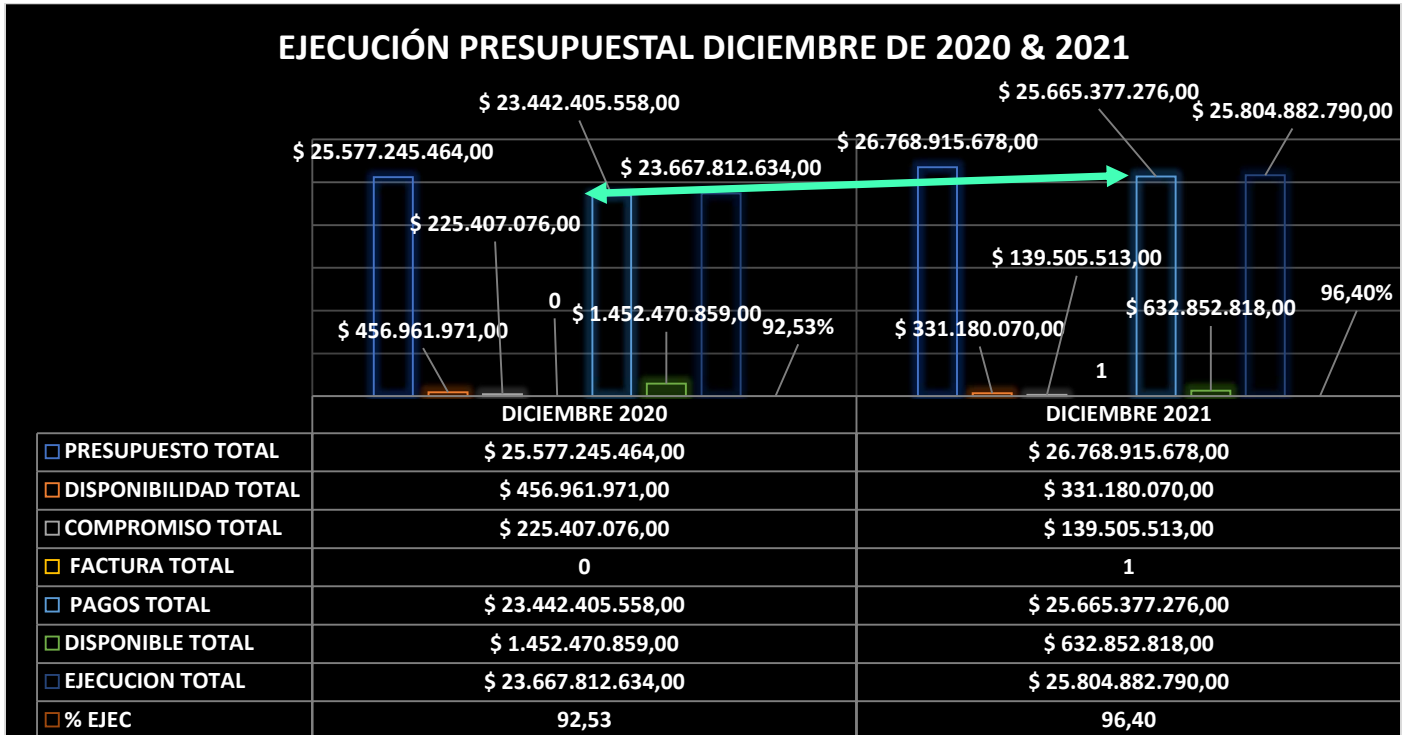 EJECUCIÓN PRESUPUESTAL DICIEMBRE DE 2020 & 2021
$ 25.577.245.464,00
$ 456.961.971,00
$ 225.407.076,00
0
$ 23.442.405.558,00
$ 1.452.470.859,00
$ 23.667.812.634,00
92,53%
$ 26.768.915.678,00
$ 331.180.070,00
$ 139.505.513,00
1
$ 25.665.377.276,00
$ 632.852.818,00
$ 25.804.882.790,00
96,40%
DICIEMBRE 2020 DICIEMBRE 2021
PRESUPUESTO TOTAL $ 25.577.245.464,00 $ 26.768.915.678,00
DISPONIBILIDAD TOTAL $ 456.961.971,00 $ 331.180.070,00
COMPROMISO TOTAL $ 225.407.076,00 $ 139.505.513,00
FACTURA TOTAL 0 1
PAGOS TOTAL $ 23.442.405.558,00 $ 25.665.377.276,00
DISPONIBLE TOTAL $ 1.452.470.859,00 $ 632.852.818,00
EJECUCION TOTAL $ 23.667.812.634,00 $ 25.804.882.790,00
% EJEC 92,53 96,40